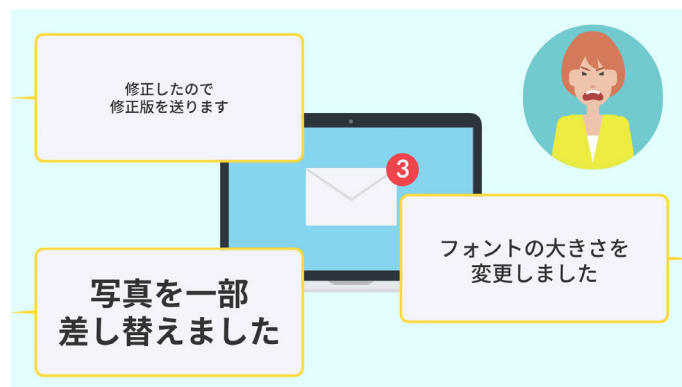 修正したので
修正版を送ります
3
フォントの大きさを
変更しました
写真を一部
差し替えました